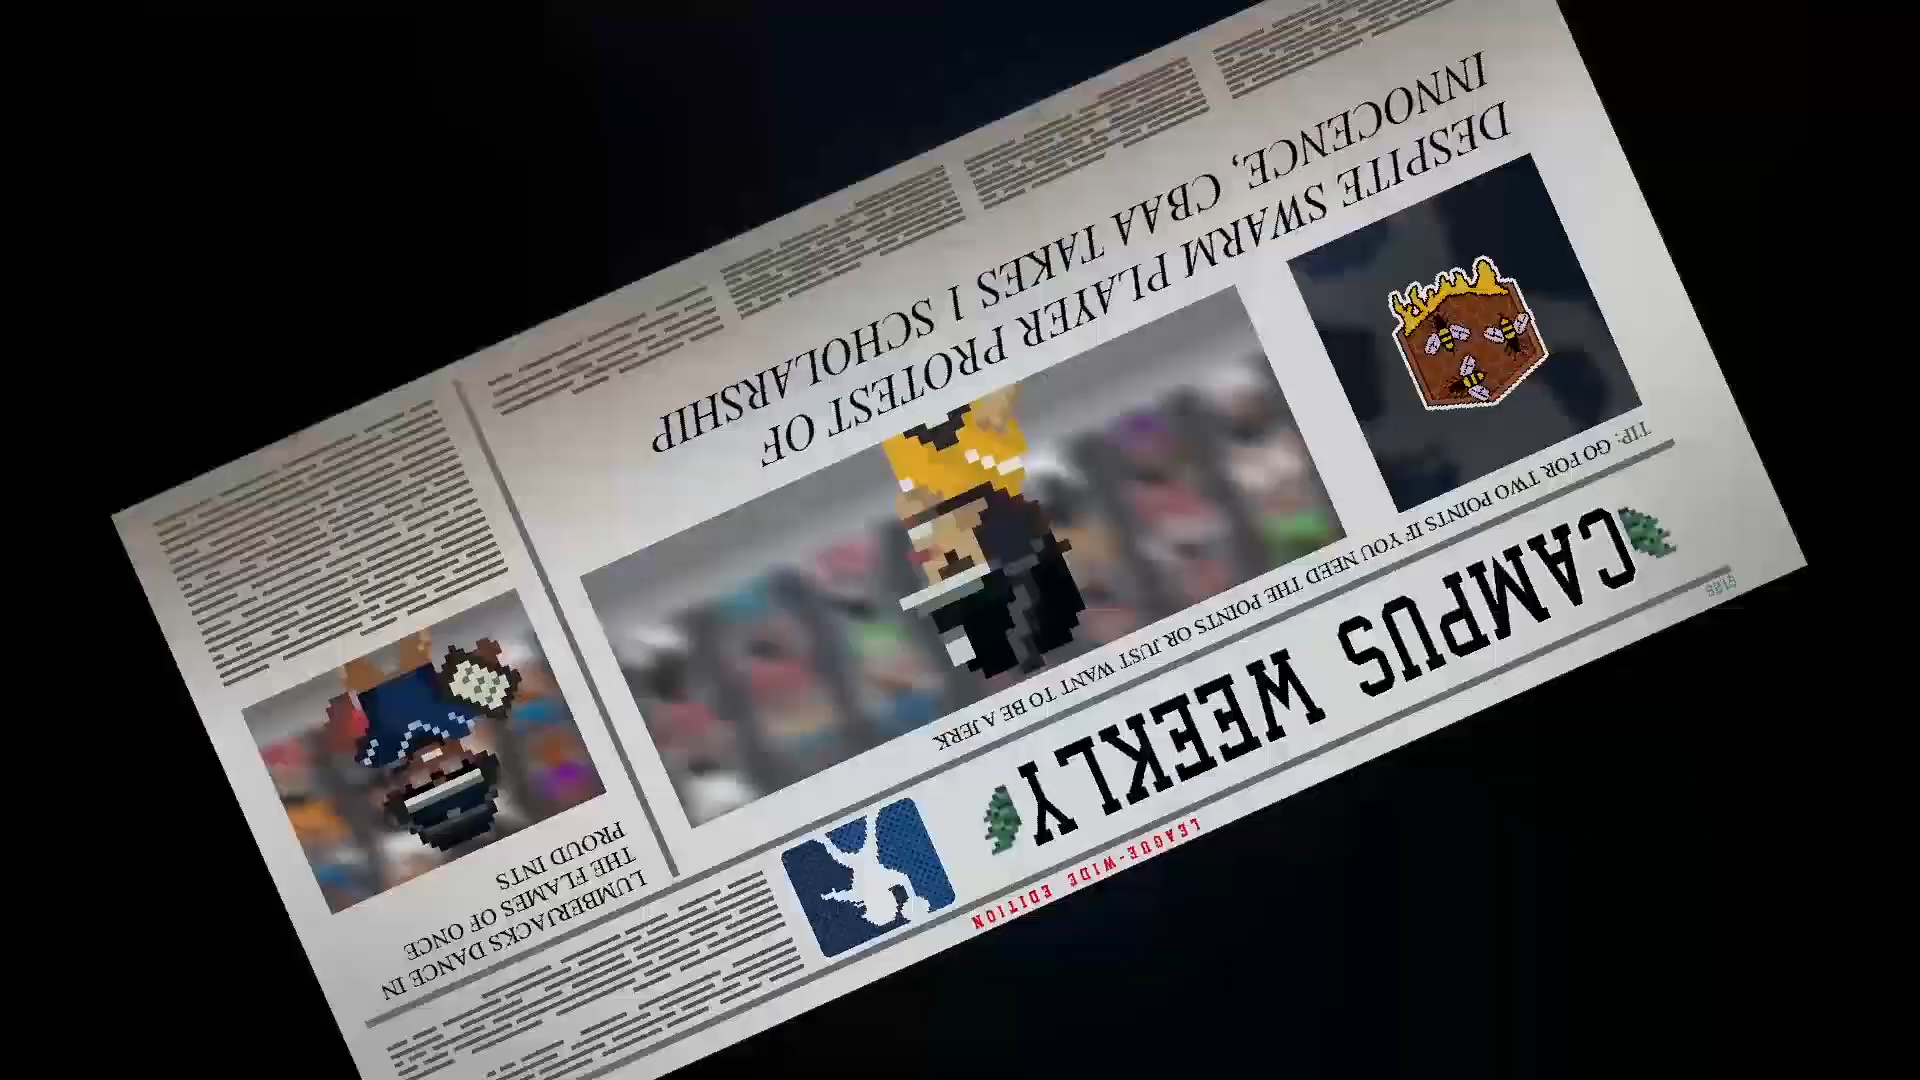 LEAGUE-WIDE EDITION
CAMPUS WEEKLY
TIP: GO FOR TWO POINTS IF YOU NEED THE POINTS OR JUST WANT TO BE A JERK
DESPITE SWARM PLAYER PROTEST OF
INNOCENCE, CBAA TAKES 1 SCHOLARSHIP
LUMBERJACKS DANCE IN
THE FLAMES OF ONCE
PROUD INTS